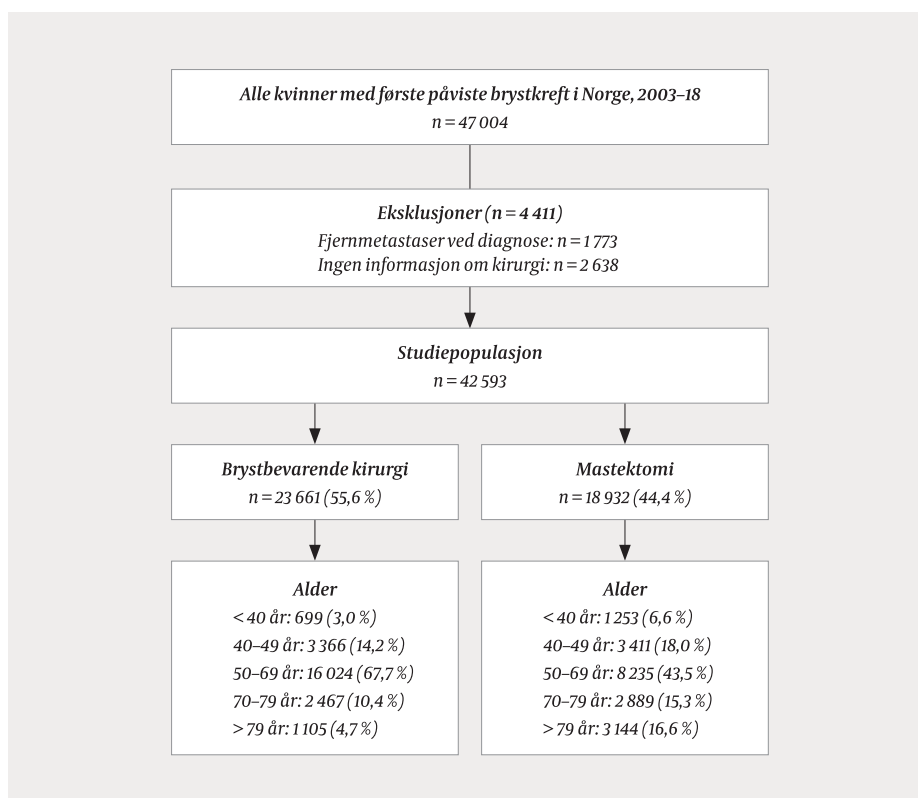 Alle kvinner med første påviste brystkreft i Norge, 2003–18
n = 47 004
Eksklusjoner (n = 4 411)
Fjernmetastaser ved diagnose: n = 1 773
Ingen informasjon om kirurgi: n = 2 638
Studiepopulasjon
n = 42 593
Brystbevarende kirurgi
n = 23 661 (55,6 %)
Mastektomi
n = 18 932 (44,4 %)
Alder
< 40 år: 699 (3,0 %)
40–49 år: 3 366 (14,2 %)
50–69 år: 16 024 (67,7 %)
70–79 år: 2 467 (10,4 %)
> 79 år: 1 105 (4,7 %)
Alder
< 40 år: 1 253 (6,6 %)
40–49 år: 3 411 (18,0 %)
50–69 år: 8 235 (43,5 %)
70–79 år: 2 889 (15,3 %)
> 79 år: 3 144 (16,6 %)